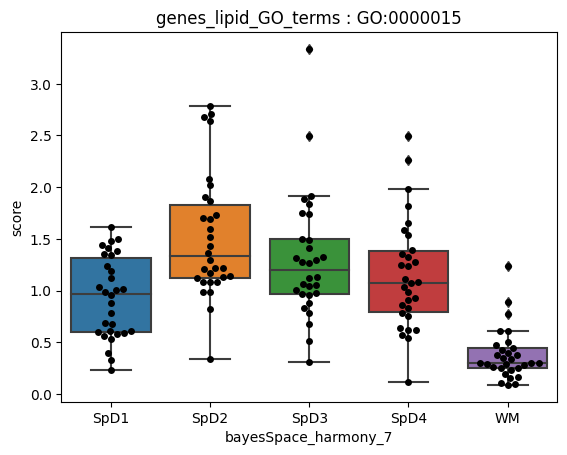 genes_lipid_GO_terms : GO:0000015
3.0
2.5
2.0
1.5
1.0
0.5
0.0
score
SpD1 SpD2 SpD3 SpD4 WM
bayesSpace_harmony_7